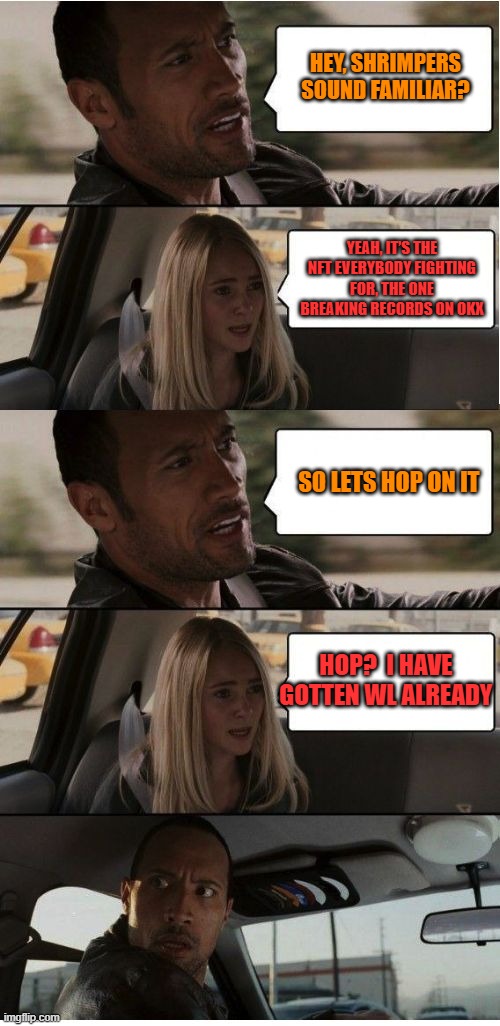 HEY, SHRIMPERS
SOUND FAMILIAR?
YEAH, IT'S THE
NFT EVERYBODY FIGHTING
FOR, THE ONE
BREAKING RECORDS ON OKX
SO LETS HOP ON IT
HOP? I HAVE
GOTTEN WL ALREADY
imgflip.com